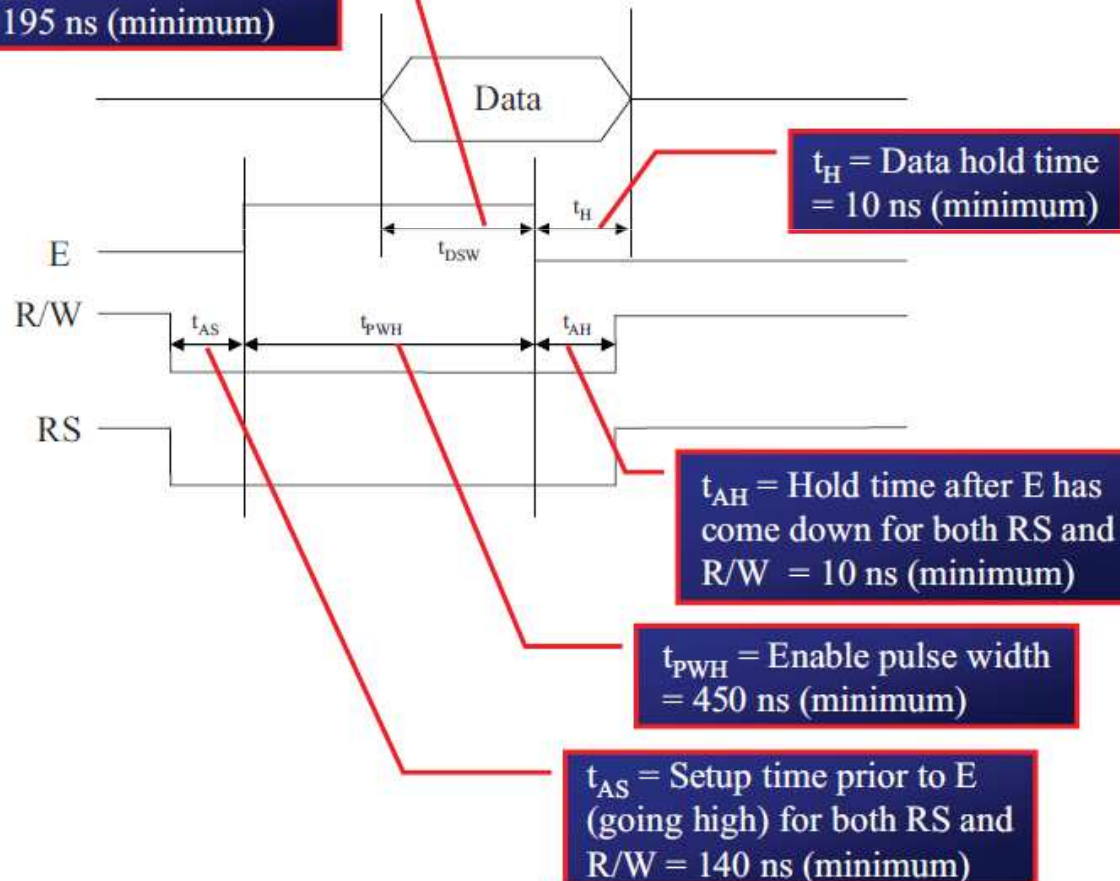 195 ns (minimum)
Data
t_H = Data hold time
= 10 ns (minimum)
t_H
t_DSW
E
R/W
t_AS
t_PWH
t_AH
RS
t_AH = Hold time after E has
come down for both RS and
R/W = 10 ns (minimum)
t_PWH = Enable pulse width
= 450 ns (minimum)
t_AS = Setup time prior to E
(going high) for both RS and
R/W = 140 ns (minimum)